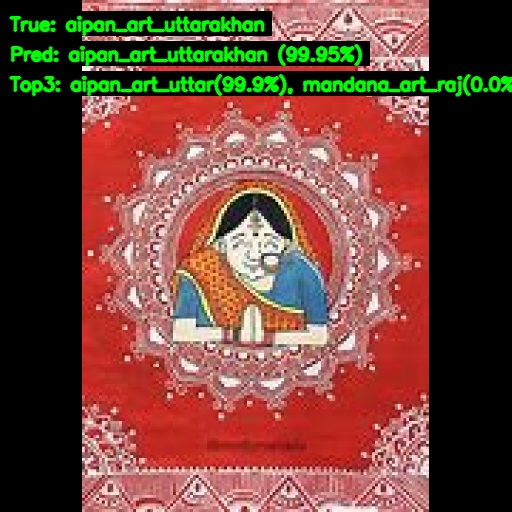 True: aipan_art_uttarakhan
Pred: aipan_art_uttarakhan (99.95%)
Top3: aipan_art_uttar(99.9%), mandana_art_raj(0.0%